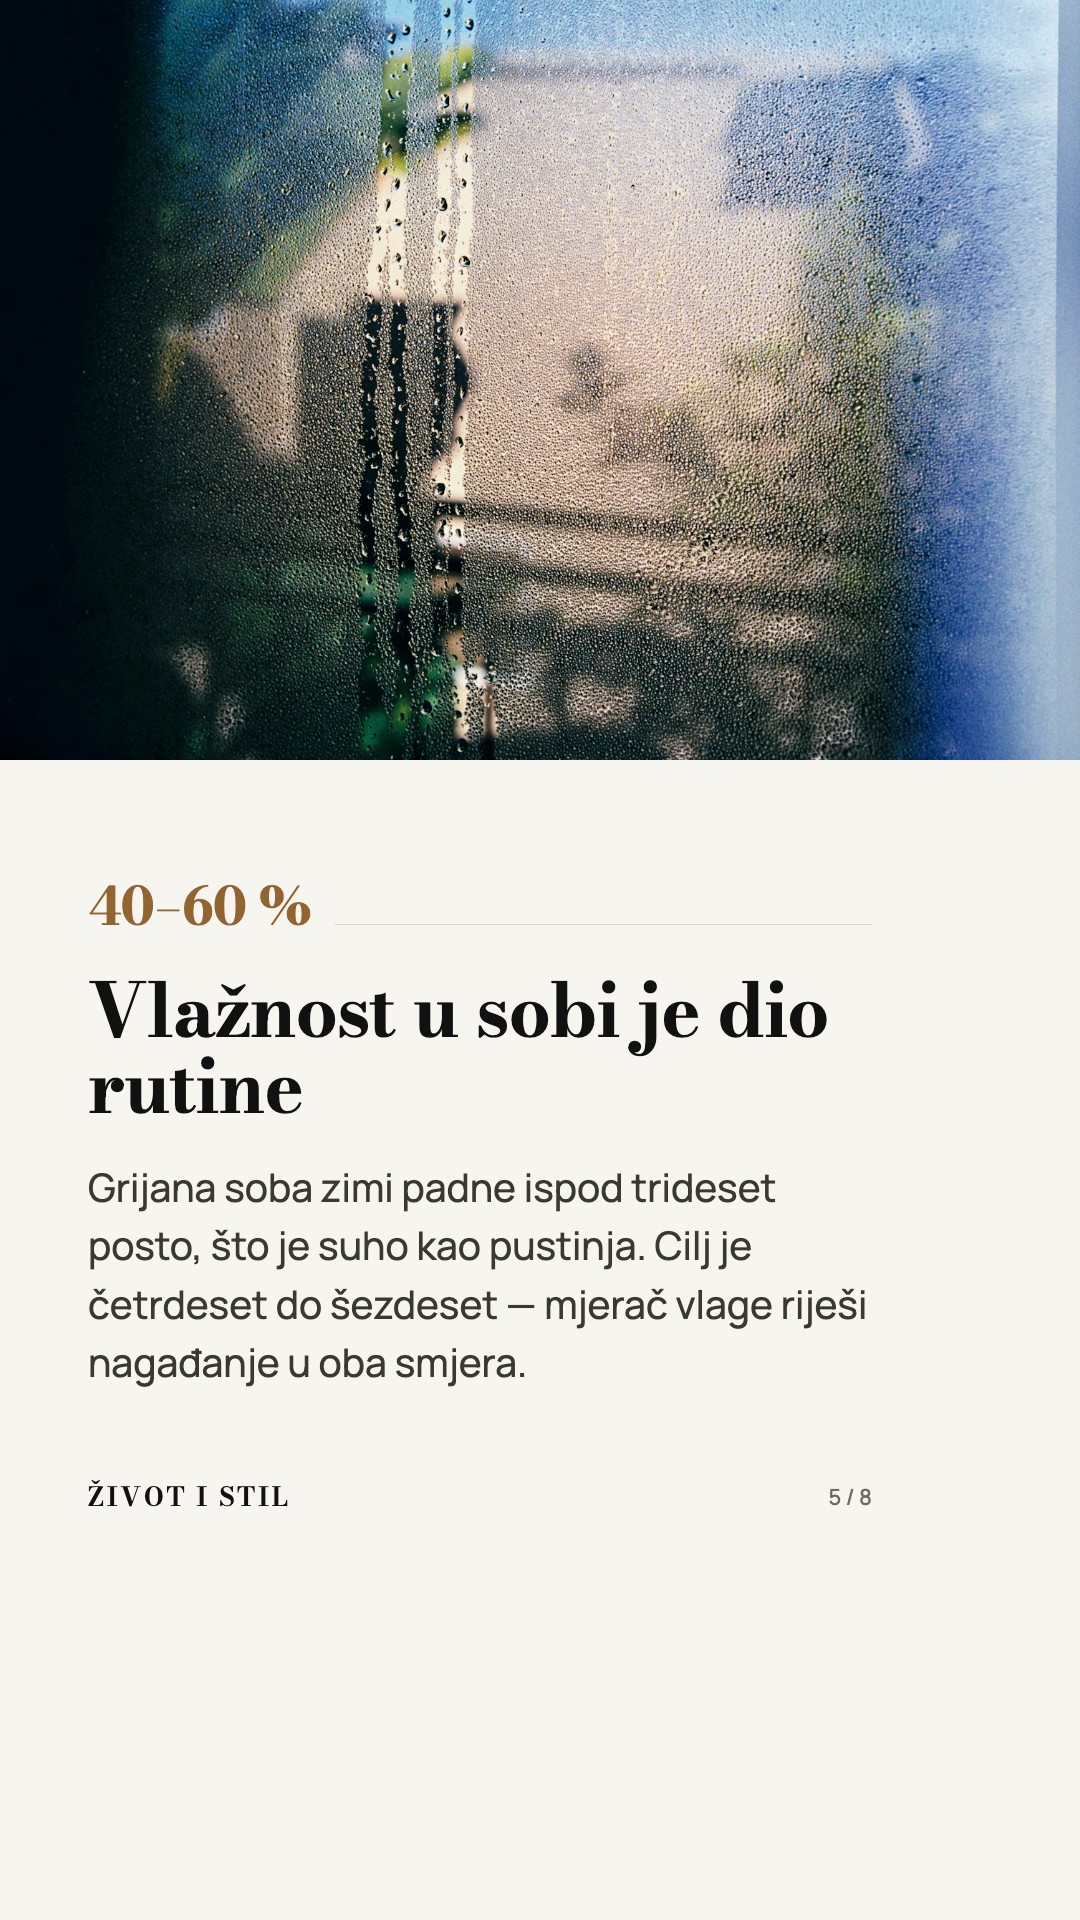 40–60 %
Vlažnost u sobi je dio
rutine
Grijana soba zimi padne ispod trideset
posto, što je suho kao pustinja. Cilj je
četrdeset do šezdeset — mjerač vlage riješi
nagađanje u oba smjera.
ŽIVOT I STIL
5 / 8